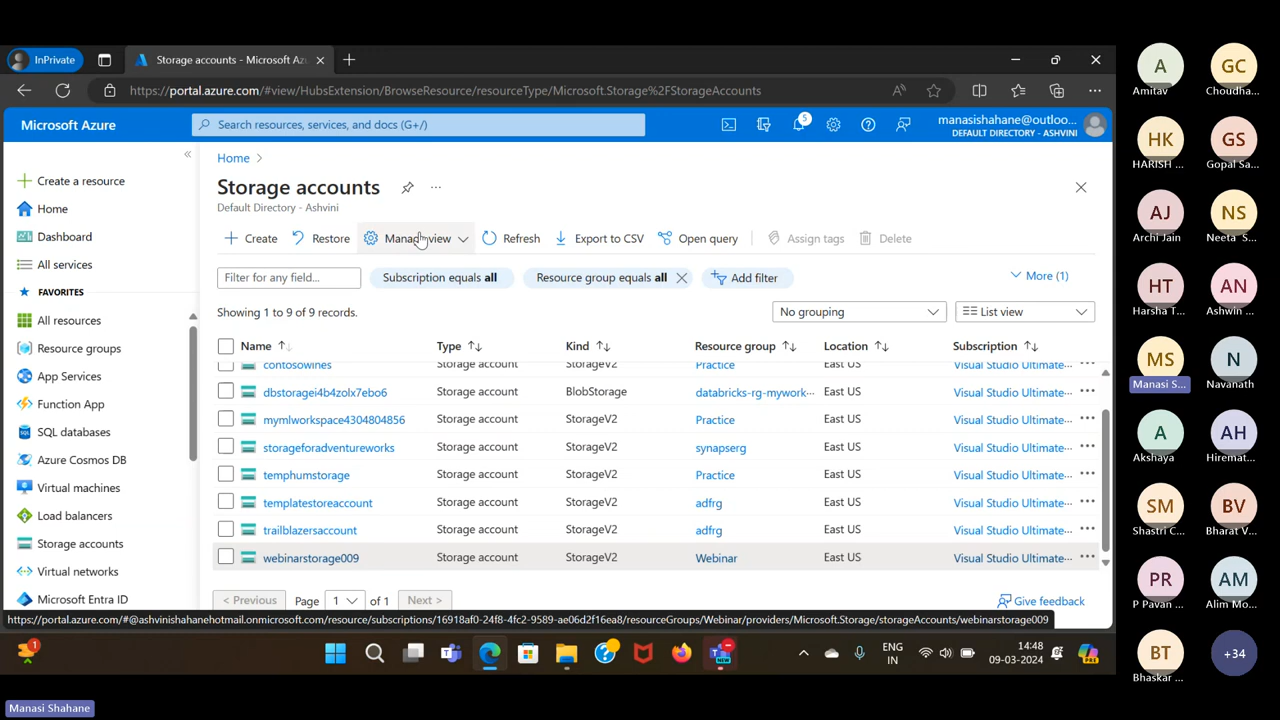 InPrivate
Storage accounts - Microsoft Azu
https://portal.azure.com/#view/HubsExtension/BrowseResource/resourceType/Microsoft.Storage%2FStorageAccounts
Microsoft Azure
Search resources, services, and docs (G+/)
5
manasishahane@outloo...
DEFAULT DIRECTORY - ASHVINI
Create a resource
Home
Dashboard
All services
FAVORITES
All resources
Resource groups
App Services
Function App
SQL databases
Azure Cosmos DB
Virtual machines
Load balancers
Storage accounts
Virtual networks
Microsoft Entra ID
Home
Storage accounts
Default Directory - Ashvini
Create Restore Manage view Refresh Export to CSV Open query Assign tags Delete
Filter for any field... Subscription equals all Resource group equals all Add filter More (1)
Showing 1 to 9 of 9 records. No grouping List view
Name Type Kind Resource group Location Subscription
contosowines Storage account StorageV2 Practice East US Visual Studio Ultimate...
dbstoragei4b4zolx7ebo6 Storage account BlobStorage databricks-rg-mywork... East US Visual Studio Ultimate...
mymlworkspace4304804856 Storage account StorageV2 Practice East US Visual Studio Ultimate...
storageforadventureworks Storage account StorageV2 synapserg East US Visual Studio Ultimate...
temphumstorage Storage account StorageV2 Practice East US Visual Studio Ultimate...
templatestoreaccount Storage account StorageV2 adfrg East US Visual Studio Ultimate...
trailblazersaccount Storage account StorageV2 adfrg East US Visual Studio Ultimate...
webinarstorage009 Storage account StorageV2 Webinar East US Visual Studio Ultimate...
< Previous Page 1 of 1 Next >
Give feedback
https://portal.azure.com/#@ashvinishahanehotmail.onmicrosoft.com/resource/subscriptions/16918af0-24f8-4fc2-9589-ae06d2f16ea8/resourceGroups/Webinar/providers/Microsoft.Storage/storageAccounts/webinarstorage009
1
NEW
ENG
IN
14:48
09-03-2024
PRE
Manasi Shahane
A GC
Amitav Choudha...
HK GS
HARISH ... Gopal Sa...
AJ NS
Archi Jain Neeta S...
HT AN
Harsha T... Ashwin ...
MS N
Manasi S... Navanath
A AH
Akshaya Hiremat...
SM BV
Shastri C... Bharat V...
PR AM
P Pavan ... Alim Mo...
BT +34
Bhaskar ...